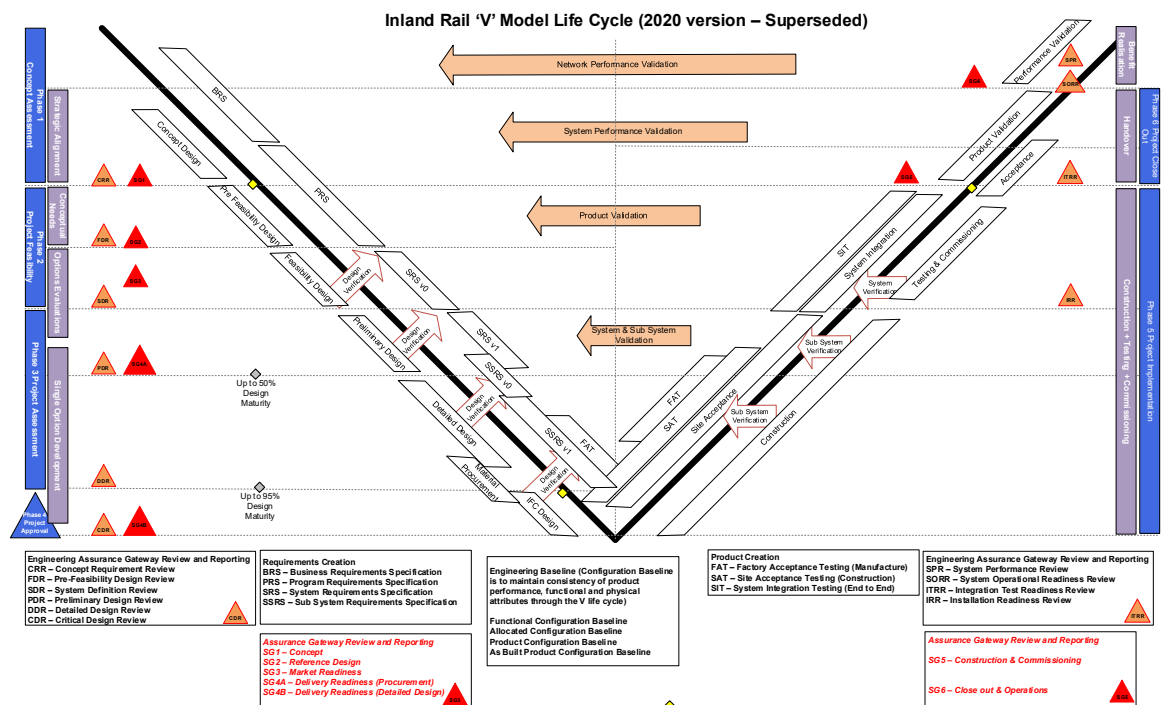 Inland Rail ‘V’ Model Life Cycle (2020 version – Superseded)
Phase 1
Concept Assessment
Strategic Alignment
Phase 2
Project Feasibility
Conceptual
Needs
Options Evaluations
Phase 3 Project Assessment
Single Option Development
Phase 4
Project
Approval
CRR
SG1
FDR
SG2
SG3
SDR
PDR
SG4A
DDR
CDR
SG4B
Up to 50%
Design
Maturity
Up to 95%
Design
Maturity
BRS
Concept Design
PRS
Pre Feasibility Design
Feasibility Design
Design
Verification
SRS v0
Preliminary Design
Design
Verification
SRS v1
SSRS v0
Detailed Design
Design
Verification
SSRS v1
FAT
Material
Procurement
Design
Verification
IFC Design
Network Performance Validation
System Performance Validation
Product Validation
System & Sub System
Validation
FAT
SAT
Site Acceptance
Construction
Sub System
Verification
Sub System
Verification
System
Verification
SIT
System Integration
Testing & Commissioning
Product Validation
Acceptance
Performance Validation
SPR
SORR
ITRR
IRR
Benefit
Realisation
Handover
Phase 6 Project Close
Out
Construction + Testing + Commissioning
Phase 5 Project Implementation
Engineering Assurance Gateway Review and Reporting
CRR – Concept Requirement Review
FDR – Pre-Feasibility Design Review
SDR – System Definition Review
PDR – Preliminary Design Review
DDR – Detailed Design Review
CDR – Critical Design Review
CDR
Requirements Creation
BRS – Business Requirements Specification
PRS – Program Requirements Specification
SRS – System Requirements Specification
SSRS – Sub System Requirements Specification
Assurance Gateway Review and Reporting
SG1 – Concept
SG2 – Reference Design
SG3 – Market Readiness
SG4A – Delivery Readiness (Procurement)
SG4B – Delivery Readiness (Detailed Design)
Engineering Baseline (Configuration Baseline
is to maintain consistency of product
performance, functional and physical
attributes through the V life cycle)
Functional Configuration Baseline
Allocated Configuration Baseline
Product Configuration Baseline
As Built Product Configuration Baseline
Product Creation
FAT – Factory Acceptance Testing (Manufacture)
SAT – Site Acceptance Testing (Construction)
SIT – System Integration Testing (End to End)
Engineering Assurance Gateway Review and Reporting
SPR – System Performance Review
SORR – System Operational Readiness Review
ITRR – Integration Test Readiness Review
IRR – Installation Readiness Review
ITRR
Assurance Gateway Review and Reporting
SG5 – Construction & Commissioning
SG6 – Close out & Operations